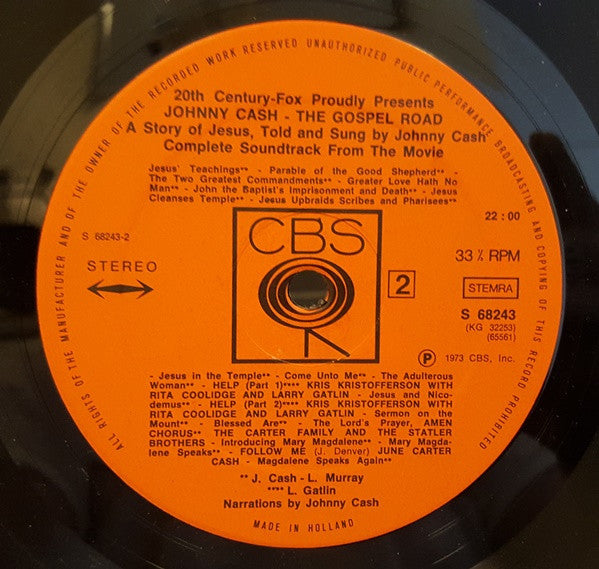 ALL RIGHTS OF THE MANUFACTURER AND OF THE OWNER OF THE RECORDED WORK RESERVED UNAUTHORIZED PUBLIC PERFORMANCE BROADCASTING AND COPYING OF THIS RECORD PROHIBITED
20th Century-Fox Proudly Presents
JOHNNY CASH - THE GOSPEL ROAD
A Story of Jesus, Told and Sung by Johnny Cash
Complete Soundtrack From The Movie
Jesus' Teachings** - Parable of the Good Shepherd** -
The Two Greatest Commandments** - Greater Love Hath No
Man** - John the Baptist's Imprisonment and Death** - Jesus
Cleanses Temple** - Jesus Upbraids Scribes and Pharisees**
S 68243-2
22 : 00
CBS
STEREO
33 ⅓ RPM
2
STEMRA
S 68243
(KG 32253)
(65561)
Ⓟ 1973 CBS, Inc.
- Jesus in the Temple** - Come Unto Me** - The Adulterous
Woman** - HELP (Part 1)**** KRIS KRISTOFFERSON WITH
RITA COOLIDGE AND LARRY GATLIN - Jesus and Nico-
demus** - HELP (Part 2)**** KRIS KRISTOFFERSON WITH
RITA COOLIDGE AND LARRY GATLIN - Sermon on the
Mount** - Blessed Are** - The Lord's Prayer, AMEN
CHORUS** THE CARTER FAMILY AND THE STATLER
BROTHERS - Introducing Mary Magdalene** - Mary Magda-
lene Speaks** - FOLLOW ME (J. Denver) JUNE CARTER
CASH - Magdalene Speaks Again**
** J. Cash - L. Murray
**** L. Gatlin
Narrations by Johnny Cash
MADE IN HOLLAND